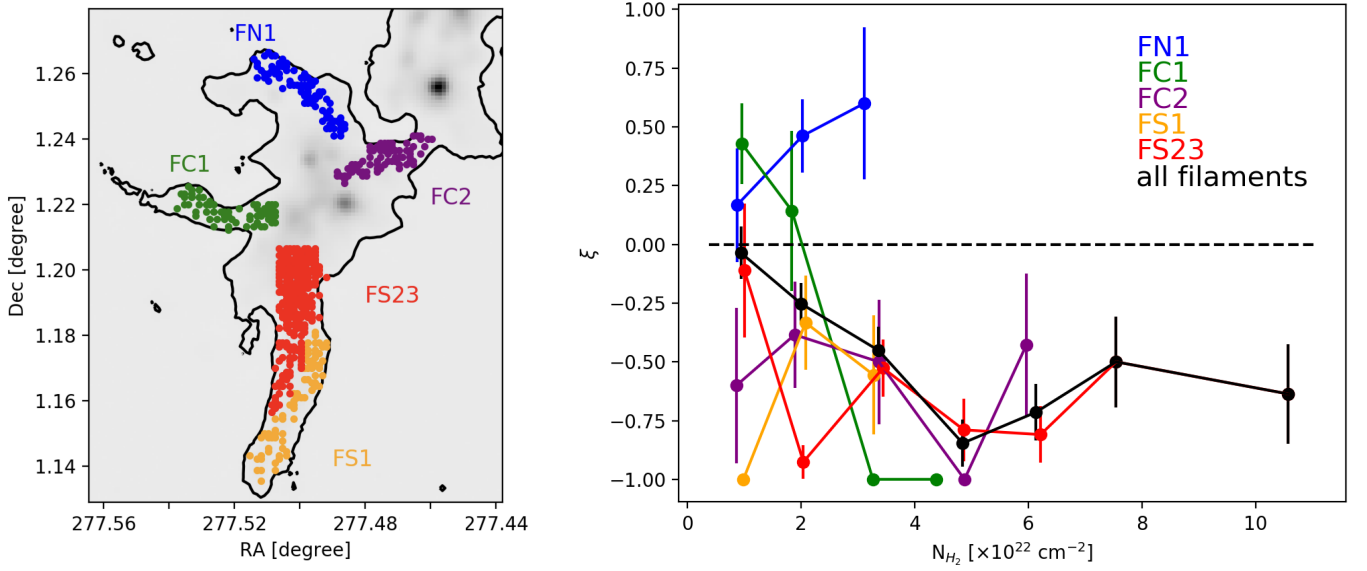 FN1
FC1
FC2
FS23
FS1
1.26
1.24
1.22
1.20
1.18
1.16
1.14
Dec [degree]
277.56 277.52 277.48 277.44
RA [degree]
1.00
0.75
0.50
0.25
0.00
−0.25
−0.50
−0.75
−1.00
ξ
FN1
FC1
FC2
FS1
FS23
all filaments
0 2 4 6 8 10
N_{H_2} [×10^{22} cm^{−2}]